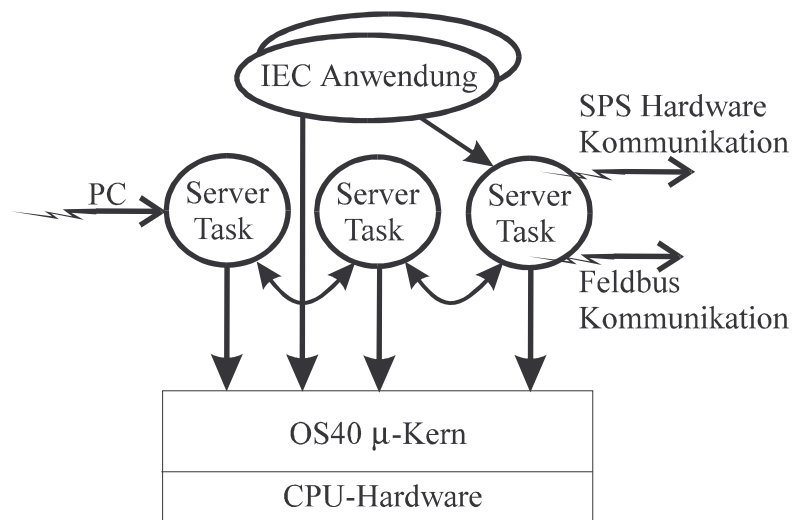 IEC Anwendung
SPS Hardware
Kommunikation
PC
Server
Task
Server
Task
Server
Task
Feldbus
Kommunikation
OS40 μ-Kern
CPU-Hardware